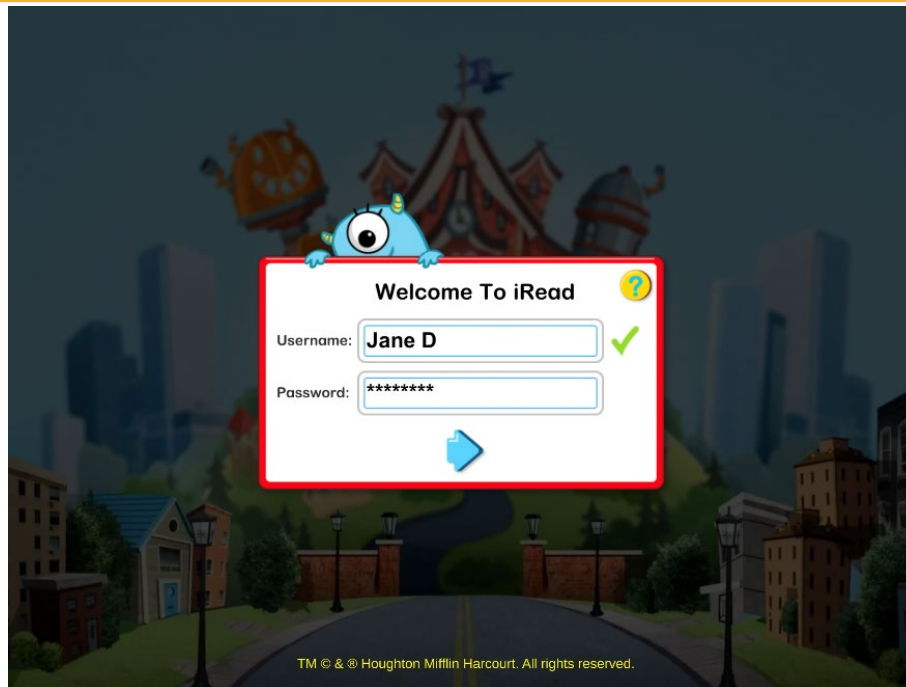 Welcome To iRead
?
Username: Jane D
Password: ********
TM © & ® Houghton Mifflin Harcourt. All rights reserved.